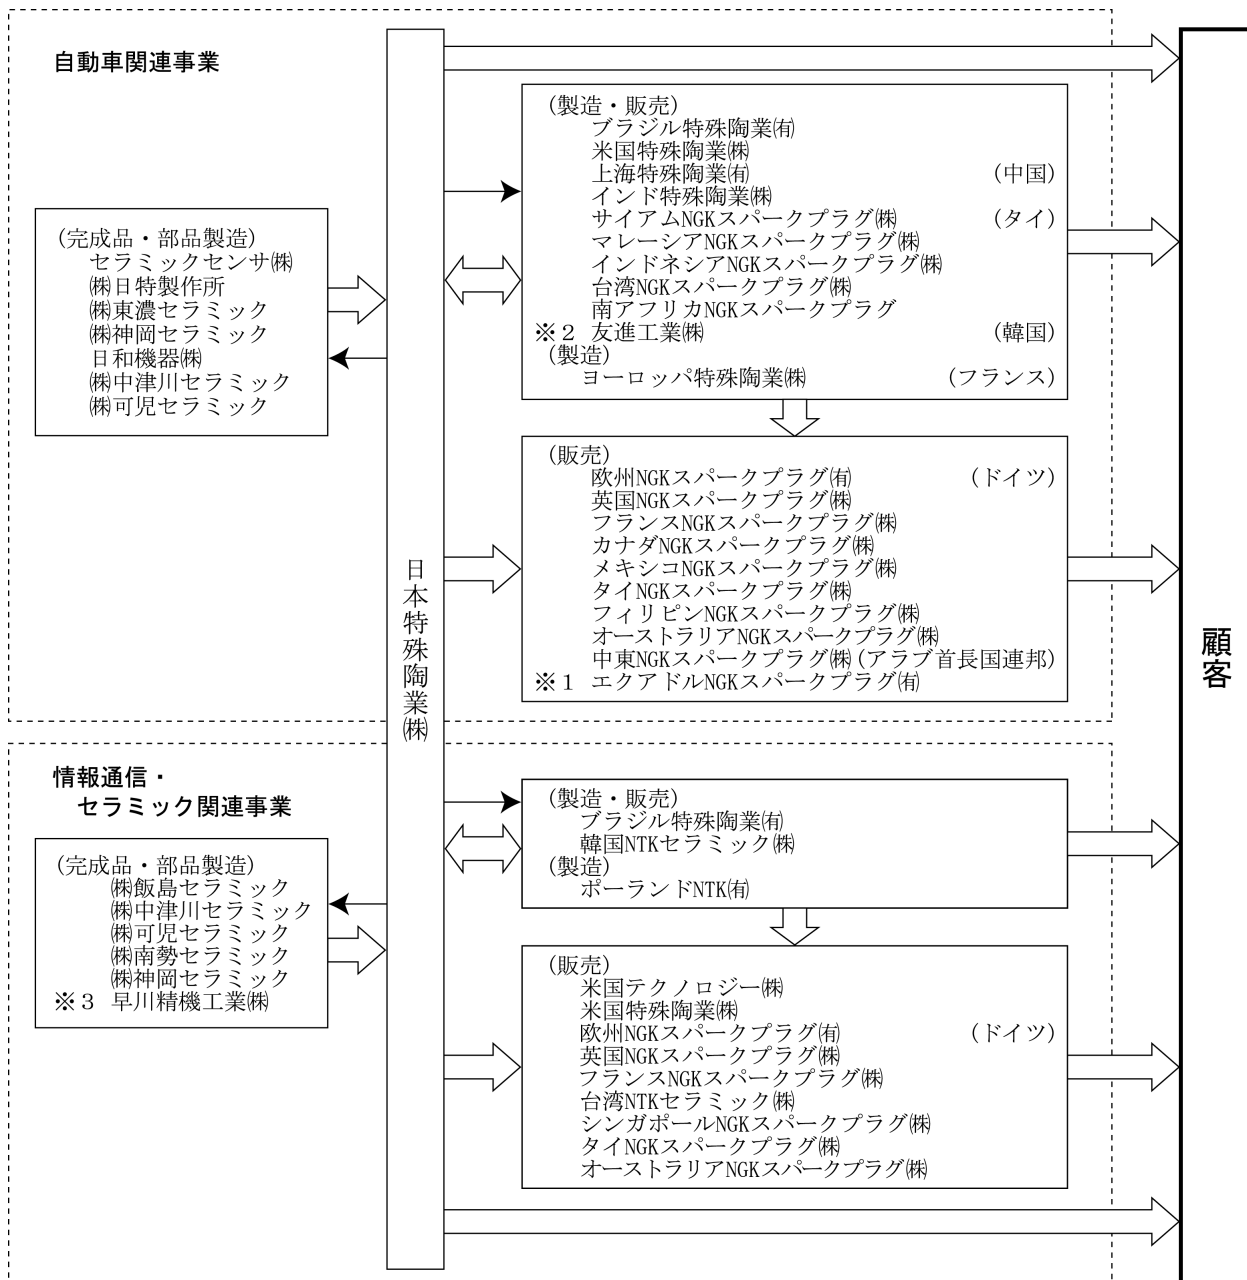 自動車関連事業
(完成品・部品製造)
セラミックセンサ㈱
㈱日特製作所
㈱東濃セラミック
㈱神岡セラミック
日和機器㈱
㈱中津川セラミック
㈱可児セラミック
日本特殊陶業㈱
(製造・販売)
ブラジル特殊陶業㈲
米国特殊陶業㈱
上海特殊陶業㈲ (中国)
インド特殊陶業㈱
サイアムNGKスパークプラグ㈱ (タイ)
マレーシアNGKスパークプラグ㈱
インドネシアNGKスパークプラグ㈱
台湾NGKスパークプラグ㈱
南アフリカNGKスパークプラグ
※2 友進工業㈱ (韓国)
(製造)
ヨーロッパ特殊陶業㈱ (フランス)
(販売)
欧州NGKスパークプラグ㈲ (ドイツ)
英国NGKスパークプラグ㈱
フランスNGKスパークプラグ㈱
カナダNGKスパークプラグ㈱
メキシコNGKスパークプラグ㈱
タイNGKスパークプラグ㈱
フィリピンNGKスパークプラグ㈱
オーストラリアNGKスパークプラグ㈱
中東NGKスパークプラグ㈱(アラブ首長国連邦)
※1 エクアドルNGKスパークプラグ㈲
顧客
情報通信・
セラミック関連事業
(完成品・部品製造)
㈱飯島セラミック
㈱中津川セラミック
㈱可児セラミック
㈱南勢セラミック
㈱神岡セラミック
※3 早川精機工業㈱
(製造・販売)
ブラジル特殊陶業㈲
韓国NTKセラミック㈱
(製造)
ポーランドNTK㈲
(販売)
米国テクノロジー㈱
米国特殊陶業㈱
欧州NGKスパークプラグ㈲ (ドイツ)
英国NGKスパークプラグ㈱
フランスNGKスパークプラグ㈱
台湾NTKセラミック㈱
シンガポールNGKスパークプラグ㈱
タイNGKスパークプラグ㈱
オーストラリアNGKスパークプラグ㈱